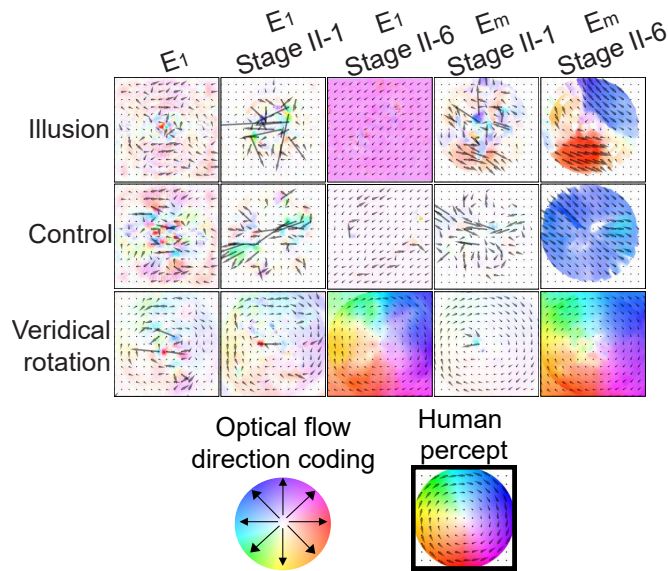 E1
E1
Stage II-1
E1
Stage II-6
Em
Stage II-1
Em
Stage II-6
Illusion
Control
Veridical
rotation
Optical flow
direction coding
Human
percept